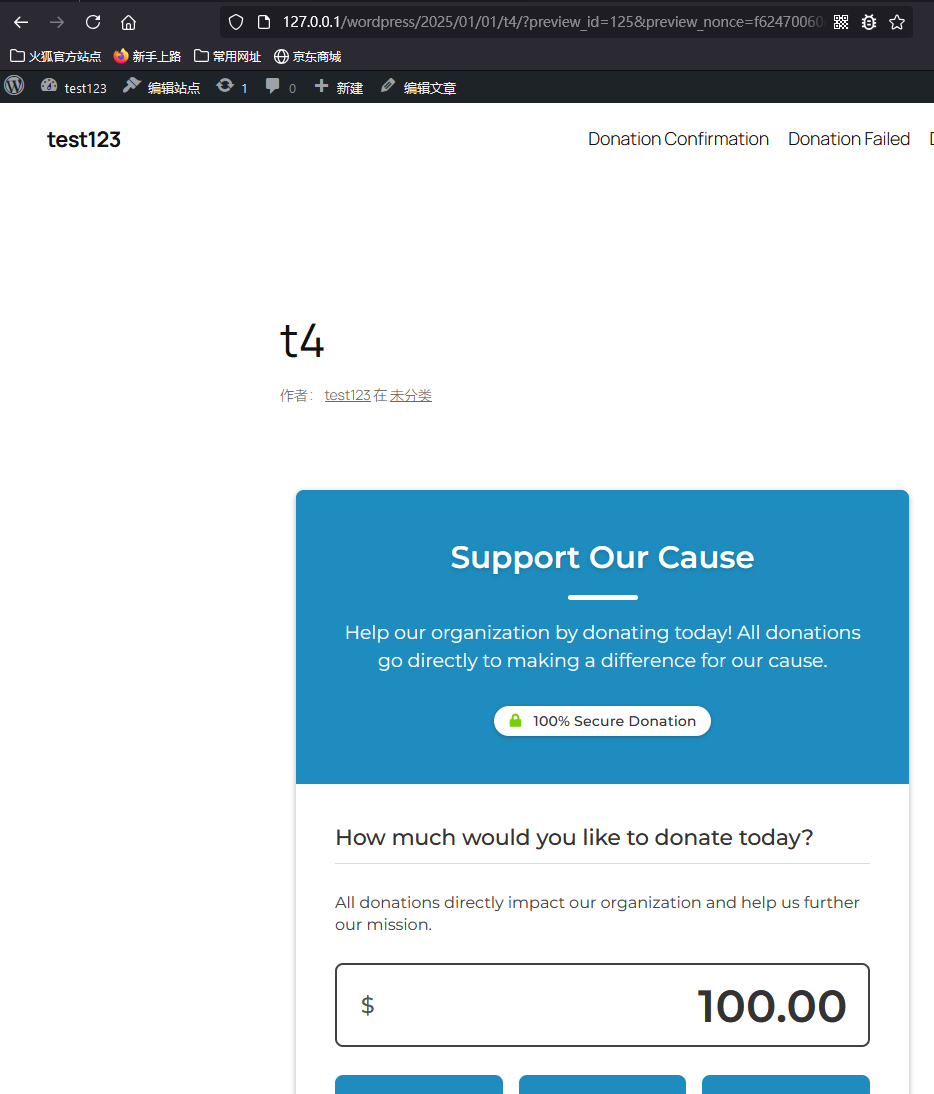 127.0.0.1/wordpress/2025/01/01/t4/?preview_id=125&preview_nonce=f62470060
火狐官方站点 新手上路 常用网址 京东商城
test123 编辑站点 1 0 新建 编辑文章
test123 Donation Confirmation Donation Failed
t4
作者： test123 在 未分类
Support Our Cause
Help our organization by donating today! All donations
go directly to making a difference for our cause.
100% Secure Donation
How much would you like to donate today?
All donations directly impact our organization and help us further
our mission.
$ 100.00